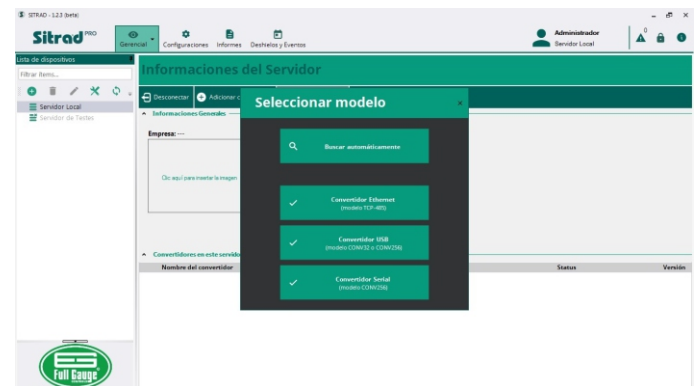 SITRAD - 1.2.3 (beta)
Sitrad PRO
Gerencial
Configuraciones
Informes
Deshielos y Eventos
Administrador
Servidor Local
0
Lista de dispositivos
Filtrar ítems...
Servidor Local
Servidor de Testes
Informaciones del Servidor
Desconectar
Adicionar c
Informaciones Generales
Empresa: ---
Clic aquí para insertar la imagen
Seleccionar modelo
×
Buscar automáticamente
Convertidor Ethernet
(modelo TCP-485)
Convertidor USB
(modelo CONV32 o CONV256)
Convertidor Serial
(modelo CONV256)
Convertidores en este servido
Nombre del convertidor
Status
Versión
Full Gauge